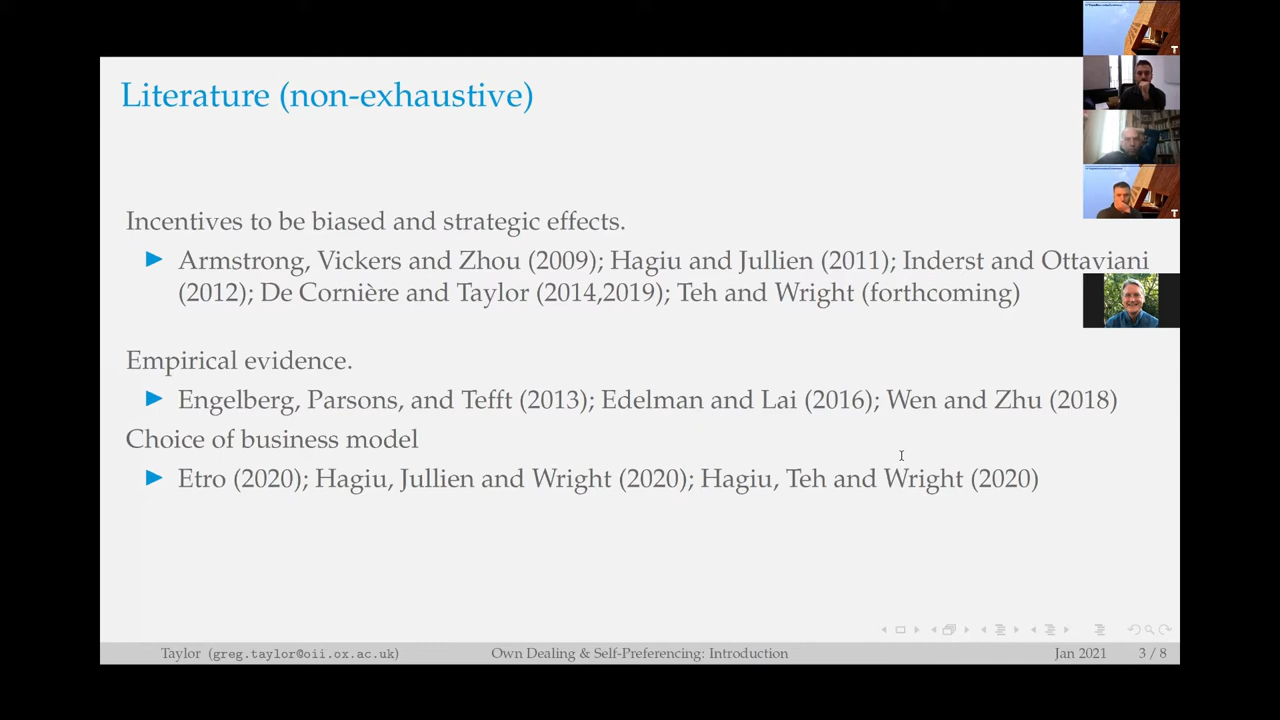 Literature (non-exhaustive)
Incentives to be biased and strategic effects.
Armstrong, Vickers and Zhou (2009); Hagiu and Jullien (2011); Inderst and Ottaviani
(2012); De Cornière and Taylor (2014,2019); Teh and Wright (forthcoming)
Empirical evidence.
Engelberg, Parsons, and Tefft (2013); Edelman and Lai (2016); Wen and Zhu (2018)
Choice of business model
Etro (2020); Hagiu, Jullien and Wright (2020); Hagiu, Teh and Wright (2020)
Taylor (greg.taylor@oii.ox.ac.uk)
Own Dealing & Self-Preferencing: Introduction
Jan 2021
3 / 8